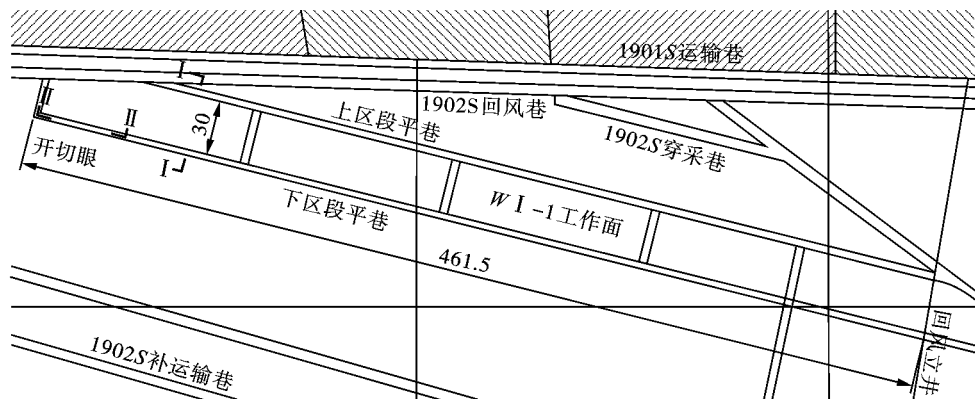 1901S运输巷
Ⅰ
1902S回风巷
上区段平巷
1902S穿采巷
Ⅱ
Ⅱ
30
开切眼
Ⅰ
下区段平巷
WⅠ-1工作面
461.5
回风立井
1902S补运输巷